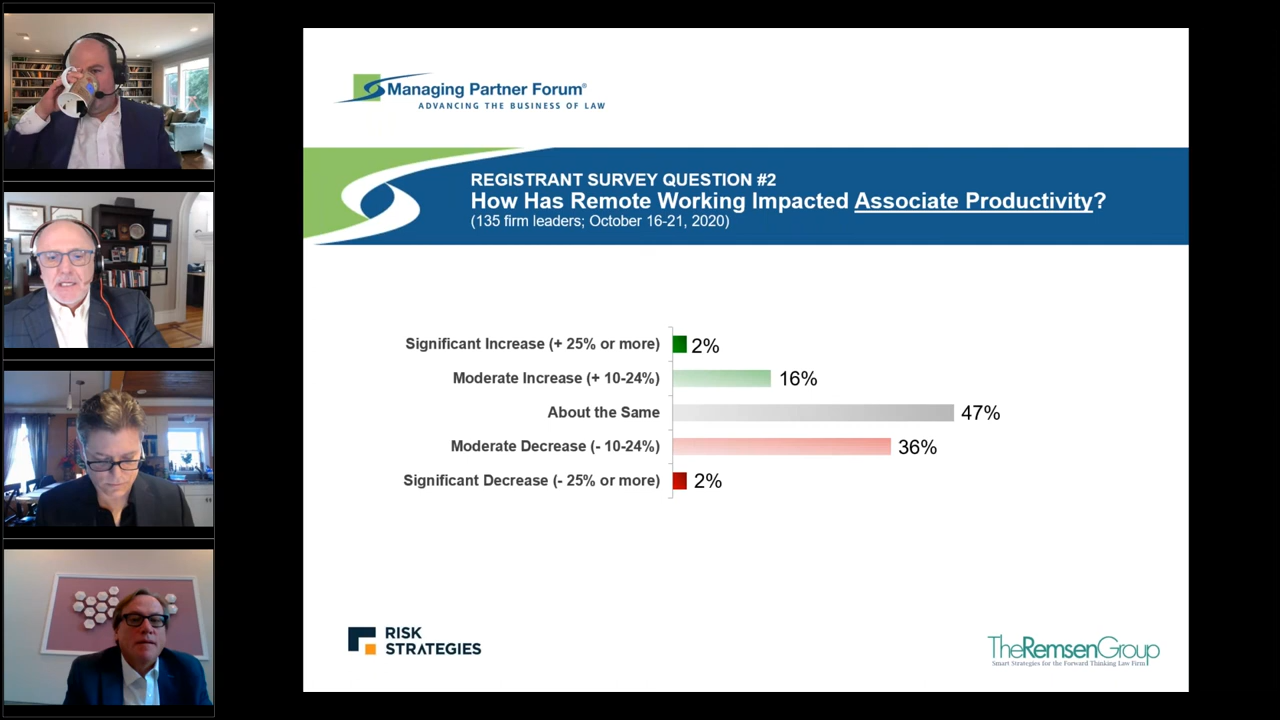 Managing Partner Forum®
ADVANCING THE BUSINESS OF LAW
REGISTRANT SURVEY QUESTION #2
How Has Remote Working Impacted Associate Productivity?
(135 firm leaders; October 16-21, 2020)
Significant Increase (+ 25% or more) 2%
Moderate Increase (+ 10-24%) 16%
About the Same 47%
Moderate Decrease (- 10-24%) 36%
Significant Decrease (- 25% or more) 2%
RISK
STRATEGIES
TheRemsenGroup
Smart Strategies for the Forward Thinking Law Firm